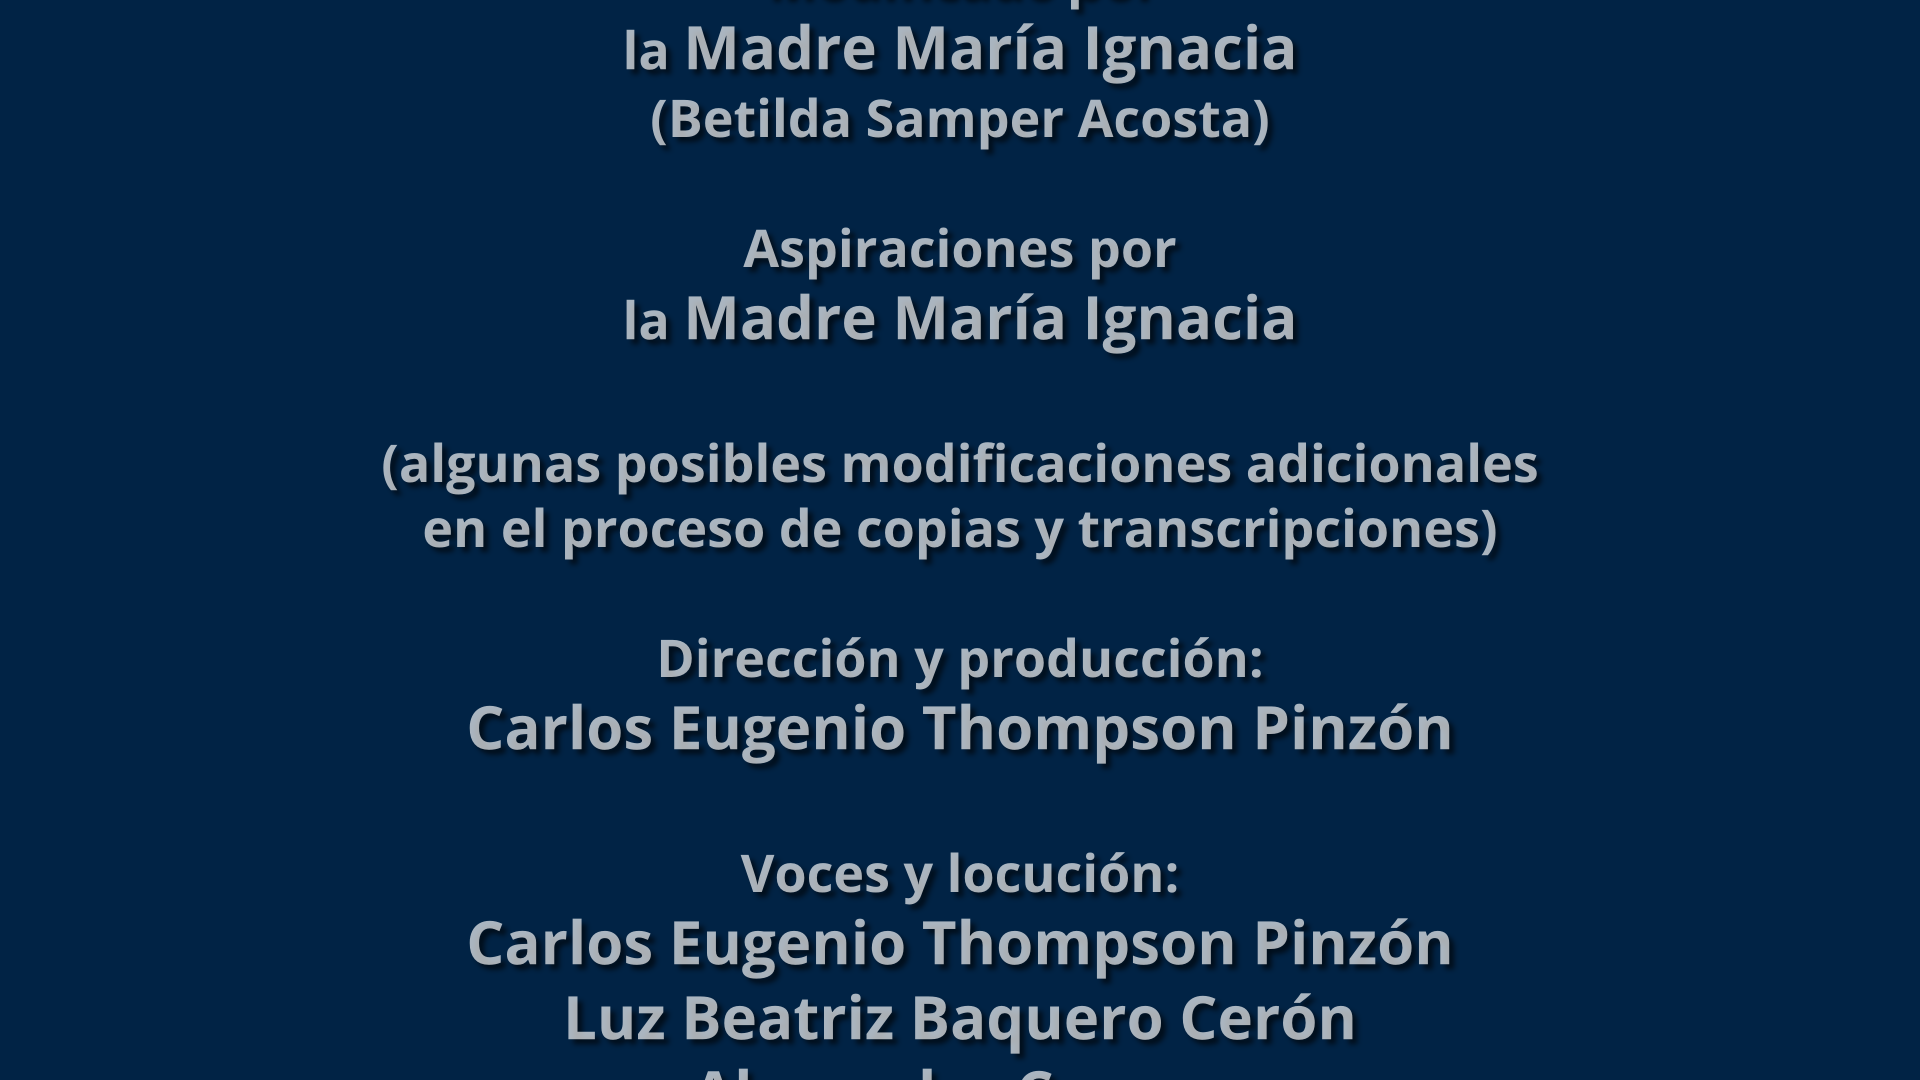 la Madre María Ignacia
(Betilda Samper Acosta)
Aspiraciones por
la Madre María Ignacia
(algunas posibles modificaciones adicionales
en el proceso de copias y transcripciones)
Dirección y producción:
Carlos Eugenio Thompson Pinzón
Voces y locución:
Carlos Eugenio Thompson Pinzón
Luz Beatriz Baquero Cerón